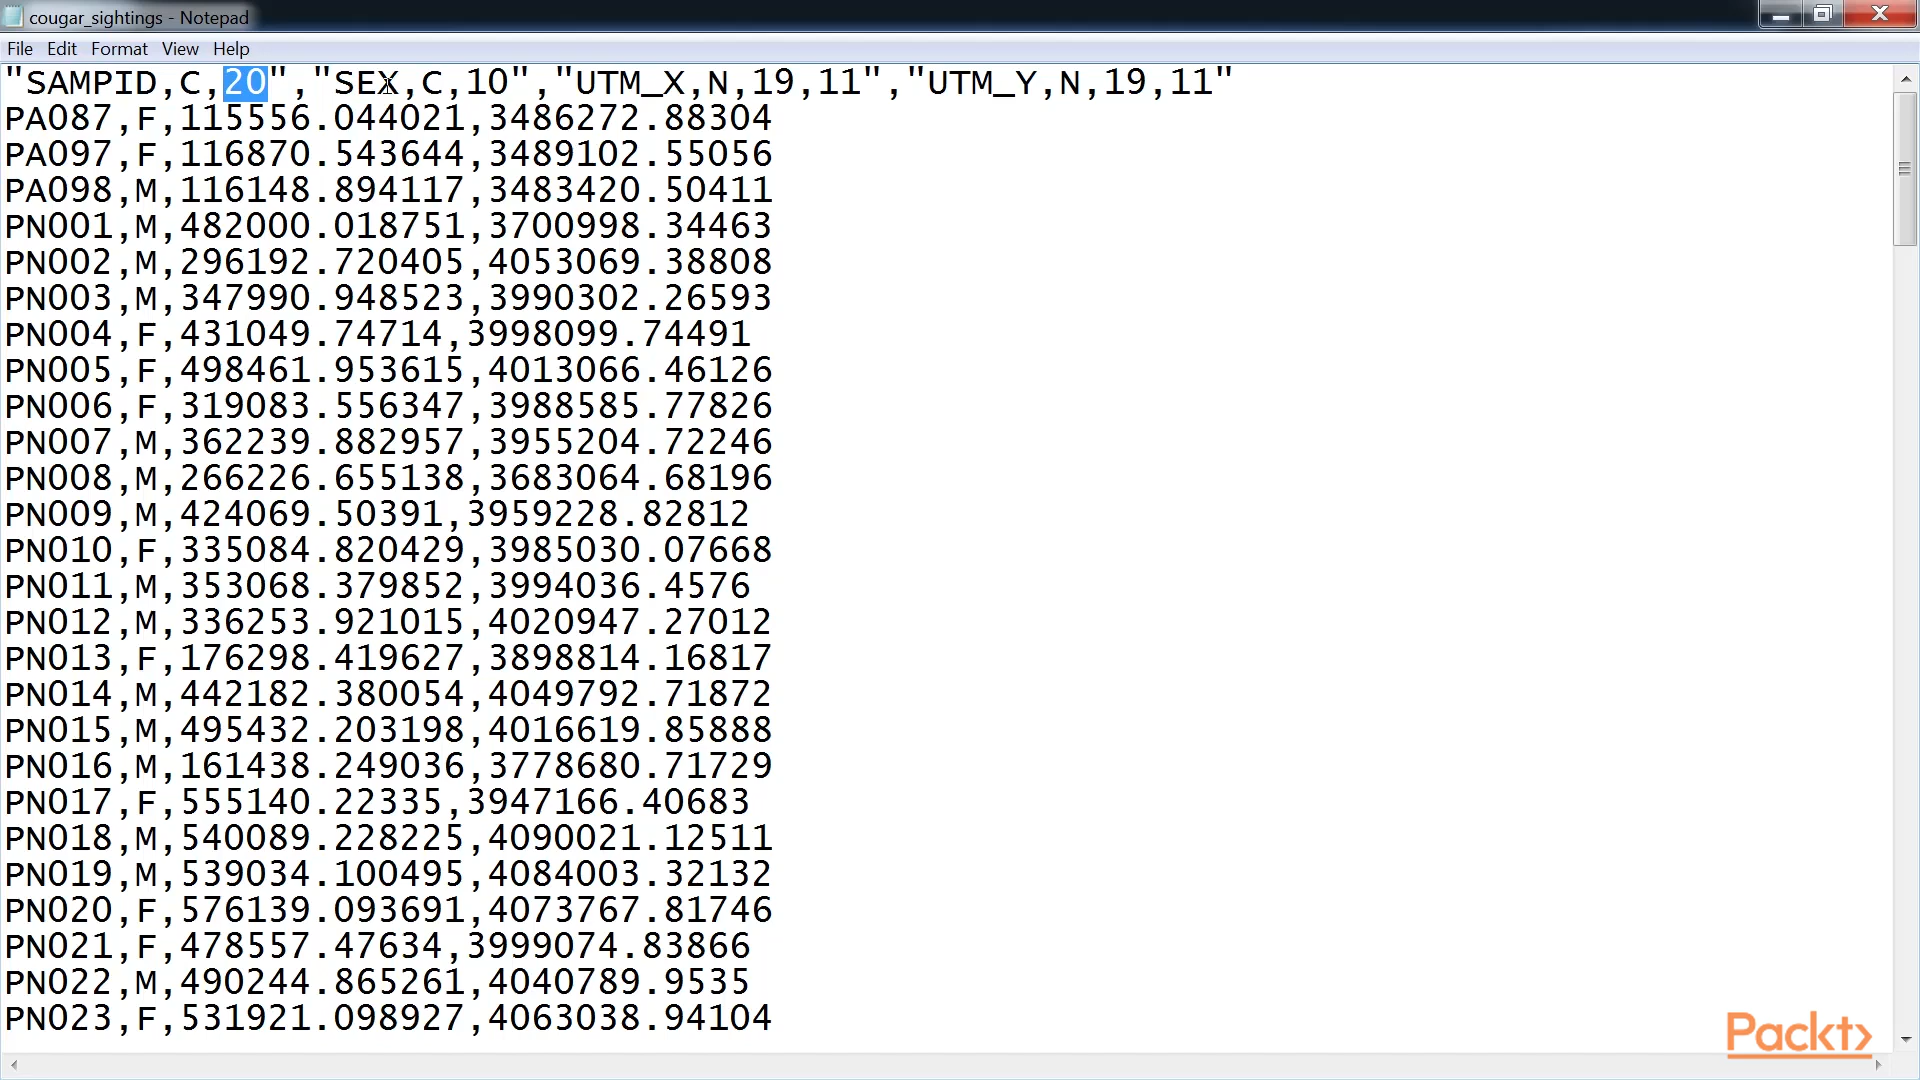 cougar_sightings - Notepad
File Edit Format View Help
"SAMPID,C,20","SEX,C,10","UTM_X,N,19,11","UTM_Y,N,19,11"
PA087,F,115556.044021,3486272.88304
PA097,F,116870.543644,3489102.55056
PA098,M,116148.894117,3483420.50411
PN001,M,482000.018751,3700998.34463
PN002,M,296192.720405,4053069.38808
PN003,M,347990.948523,3990302.26593
PN004,F,431049.74714,3998099.74491
PN005,F,498461.953615,4013066.46126
PN006,F,319083.556347,3988585.77826
PN007,M,362239.882957,3955204.72246
PN008,M,266226.655138,3683064.68196
PN009,M,424069.50391,3959228.82812
PN010,F,335084.820429,3985030.07668
PN011,M,353068.379852,3994036.4576
PN012,M,336253.921015,4020947.27012
PN013,F,176298.419627,3898814.16817
PN014,M,442182.380054,4049792.71872
PN015,M,495432.203198,4016619.85888
PN016,M,161438.249036,3778680.71729
PN017,F,555140.22335,3947166.40683
PN018,M,540089.228225,4090021.12511
PN019,M,539034.100495,4084003.32132
PN020,F,576139.093691,4073767.81746
PN021,F,478557.47634,3999074.83866
PN022,M,490244.865261,4040789.9535
PN023,F,531921.098927,4063038.94104
Packt>